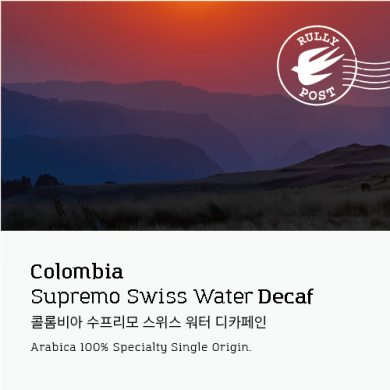 RULLY
POST
Colombia
Supremo Swiss Water Decaf
콜롬비아 수프리모 스위스 워터 디카페인
Arabica 100% Specialty Single Origin.